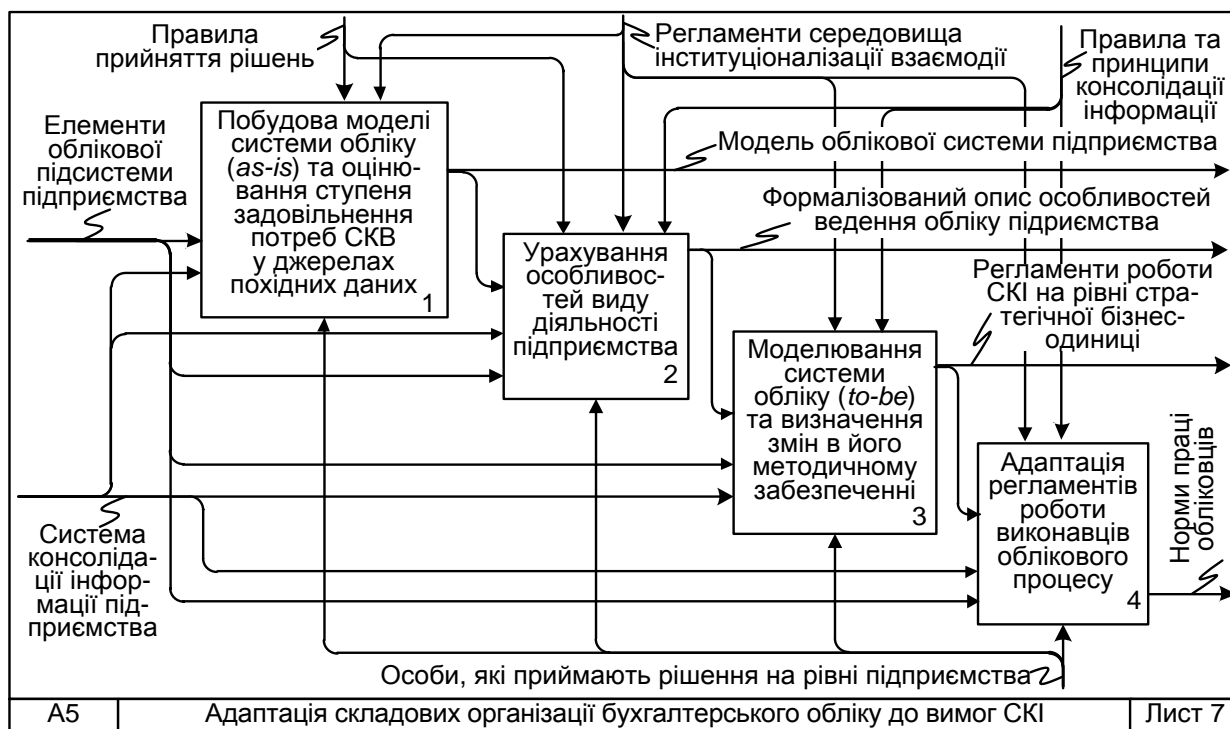 Правила
прийняття рішень
Регламенти середовища
інституціоналізації взаємодії
Правила та
принципи
консолідації
інформації
Елементи
облікової
підсистеми
підприємства
Побудова моделі
системи обліку
(as-is) та оціню-
вання ступеня
задовільнення
потреб СКВ
у джерелах
похідних даних
1
Модель облікової системи підприємства
Формалізований опис особливостей
ведення обліку підриємства
Урахування
особливос-
тей виду
діяльності
підприємства
2
Регламенти роботи
СКІ на рівні стра-
тегічної бізнес-
одиниці
Моделювання
системи
обліку (to-be)
та визначення
змін в його
методичному
забезпеченні
3
Адаптація
регламентів
роботи
виконавців
облікового
процесу
4
Норми праці
обліковців
Система
консоліда-
ції інфор-
мації під-
приємства
Особи, які приймають рішення на рівні підприємства
А5
Адаптація складових організації бухгалтерського обліку до вимог СКІ
Лист 7